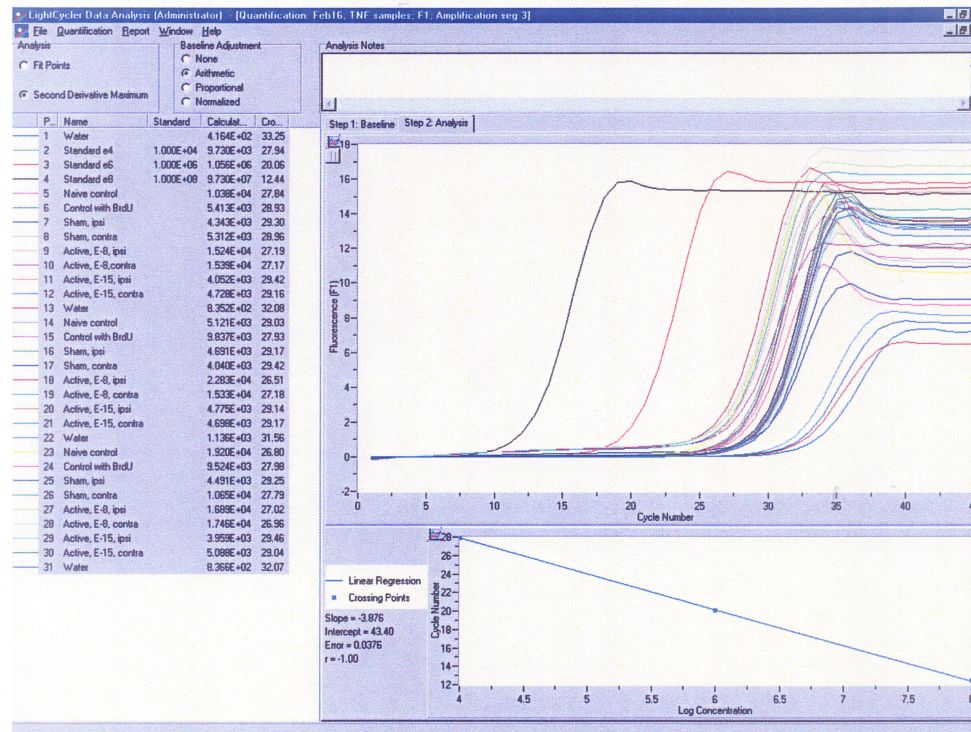 LightCycler Data Analysis (Administrator) - [Quantification: Feb16, TNF samples; F1; Amplification seg 3]
File Quantification Report Window Help
Analysis
Fit Points
Second Derivative Maximum
Baseline Adjustment
None
Arithmetic
Proportional
Normalized
Analysis Notes
P... Name Standard Calculat... Cro...
1 Water 4.164E+02 33.25
2 Standard e4 1.000E+04 9.730E+03 27.94
3 Standard e6 1.000E+06 1.056E+06 20.06
4 Standard e8 1.000E+08 9.730E+07 12.44
5 Naive control 1.038E+04 27.84
6 Control with BrdU 5.413E+03 28.93
7 Sham, ipsi 4.343E+03 29.30
8 Sham, contra 5.312E+03 28.96
9 Active, E-8, ipsi 1.524E+04 27.19
10 Active, E-8,contra 1.539E+04 27.17
11 Active, E-15, ipsi 4.052E+03 29.42
12 Active, E-15, contra 4.728E+03 29.16
13 Water 8.352E+02 32.08
14 Naive control 5.121E+03 29.03
15 Control with BrdU 9.837E+03 27.93
16 Sham, ipsi 4.691E+03 29.17
17 Sham, contra 4.040E+03 29.42
18 Active, E-8, ipsi 2.283E+04 26.51
19 Active, E-8, contra 1.533E+04 27.18
20 Active, E-15, ipsi 4.775E+03 29.14
21 Active, E-15, contra 4.698E+03 29.17
22 Water 1.136E+03 31.56
23 Naive control 1.920E+04 26.80
24 Control with BrdU 9.524E+03 27.98
25 Sham, ipsi 4.491E+03 29.25
26 Sham, contra 1.065E+04 27.79
27 Active, E-8, ipsi 1.689E+04 27.02
28 Active, E-8, contra 1.746E+04 26.96
29 Active, E-15, ipsi 3.959E+03 29.46
30 Active, E-15, contra 5.088E+03 29.04
31 Water 8.366E+02 32.07
Step 1: Baseline Step 2: Analysis
18
16
14
12
10
8
6
4
2
0
-2
Fluorescence (F1)
0 5 10 15 20 25 30 35 40 4
Cycle Number
Linear Regression
Crossing Points
Slope = -3.876
Intercept = 43.40
Error = 0.0376
r = -1.00
28
26
24
22
20
18
16
14
12
Cycle Number
4 4.5 5 5.5 6 6.5 7 7.5 8
Log Concentration